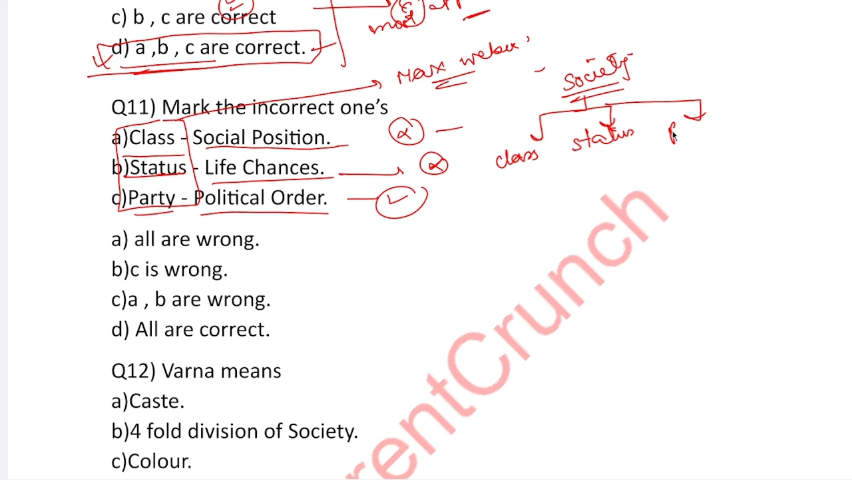 c) b , c are correct
d) a ,b , c are correct.
Max Weber
Society
Q11) Mark the incorrect one's
a)Class - Social Position.
class status P
b)Status - Life Chances.
c)Party - Political Order.
a) all are wrong.
b)c is wrong.
c)a , b are wrong.
d) All are correct.
Q12) Varna means
a)Caste.
b)4 fold division of Society.
c)Colour.
rentCrunch